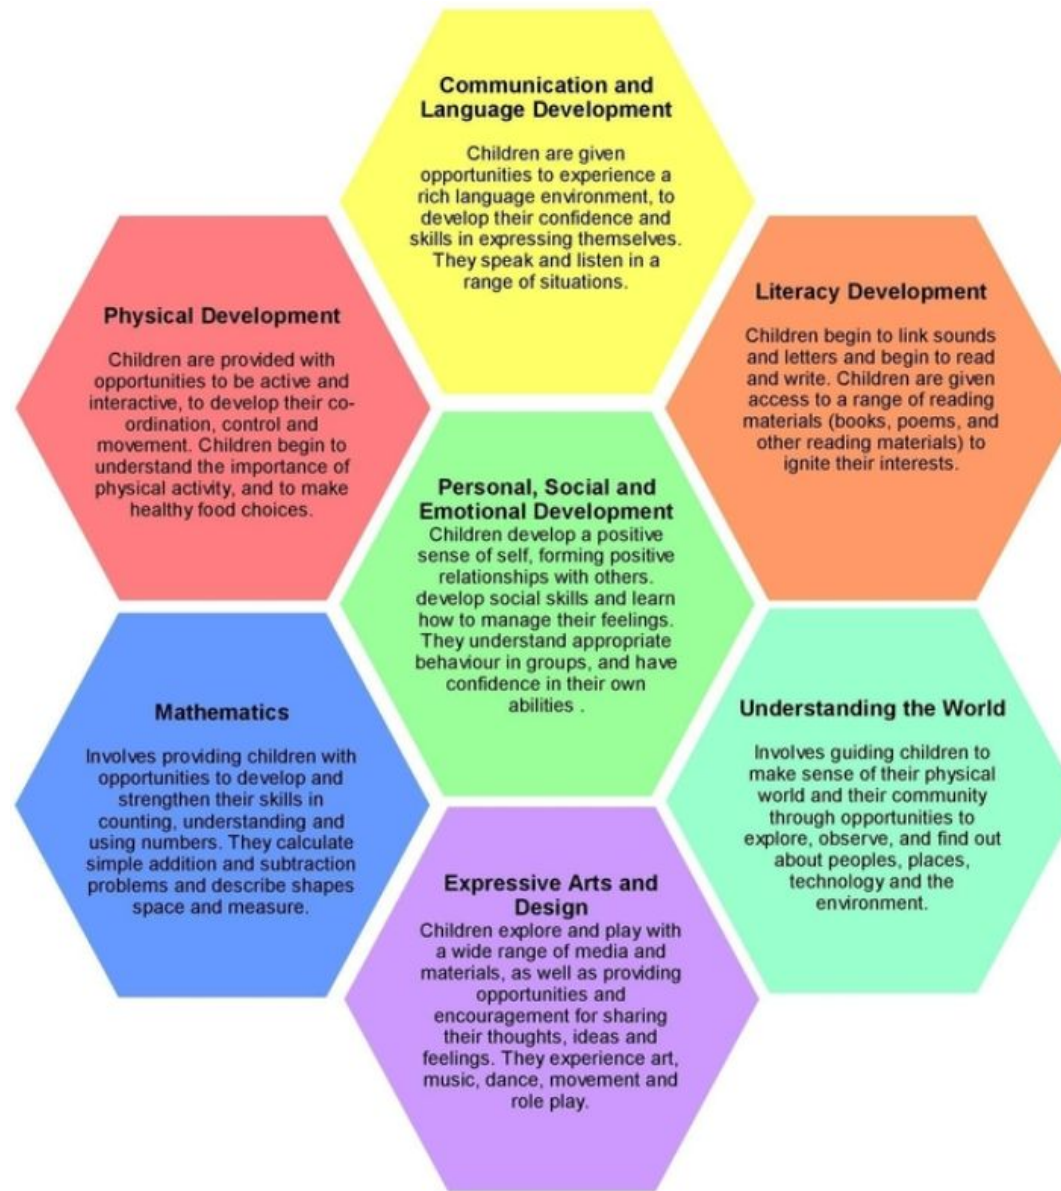 Communication and
Language Development
Children are given
opportunities to experience a
rich language environment, to
develop their confidence and
skills in expressing themselves.
They speak and listen in a
range of situations.
Physical Development
Children are provided with
opportunities to be active and
interactive, to develop their co-
ordination, control and
movement. Children begin to
understand the importance of
physical activity, and to make
healthy food choices.
Literacy Development
Children begin to link sounds
and letters and begin to read
and write. Children are given
access to a range of reading
materials (books, poems, and
other reading materials) to
ignite their interests.
Personal, Social and
Emotional Development
Children develop a positive
sense of self, forming positive
relationships with others.
develop social skills and learn
how to manage their feelings.
They understand appropriate
behaviour in groups, and have
confidence in their own
abilities .
Mathematics
Involves providing children with
opportunities to develop and
strengthen their skills in
counting, understanding and
using numbers. They calculate
simple addition and subtraction
problems and describe shapes
space and measure.
Understanding the World
Involves guiding children to
make sense of their physical
world and their community
through opportunities to
explore, observe, and find out
about peoples, places,
technology and the
environment.
Expressive Arts and
Design
Children explore and play with
a wide range of media and
materials, as well as providing
opportunities and
encouragement for sharing
their thoughts, ideas and
feelings. They experience art,
music, dance, movement and
role play.